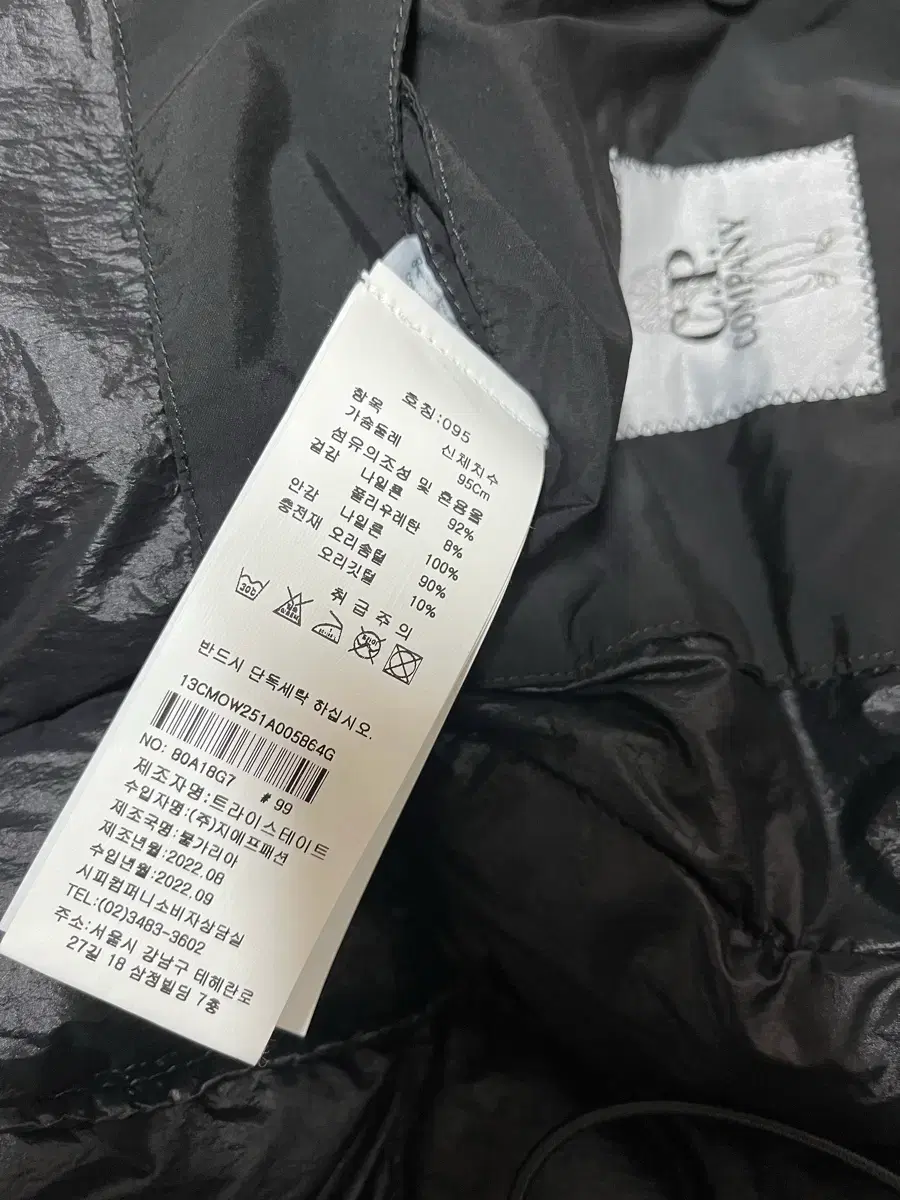 C.P.
COMPANY
호칭:095
항목 신체치수
가슴둘레 95Cm
섬유의조성 및 혼용율
겉감 나일론 92%
폴리우레탄 8%
안감 나일론 100%
충전재 오리솜털 90%
오리깃털 10%
취급주의
30℃
반드시 단독세탁 하십시오.
13CMOW251A005864G
NO: 80A18G7 #99
제조자명:트라이스테이트
수입자명:(주)지에프패션
제조국명:불가리아
제조년월:2022.08
수입년월:2022.09
시피컴퍼니소비자상담실
TEL:(02)3483-3602
주소:서울시 강남구 테헤란로
27길 18 삼정빌딩 7층